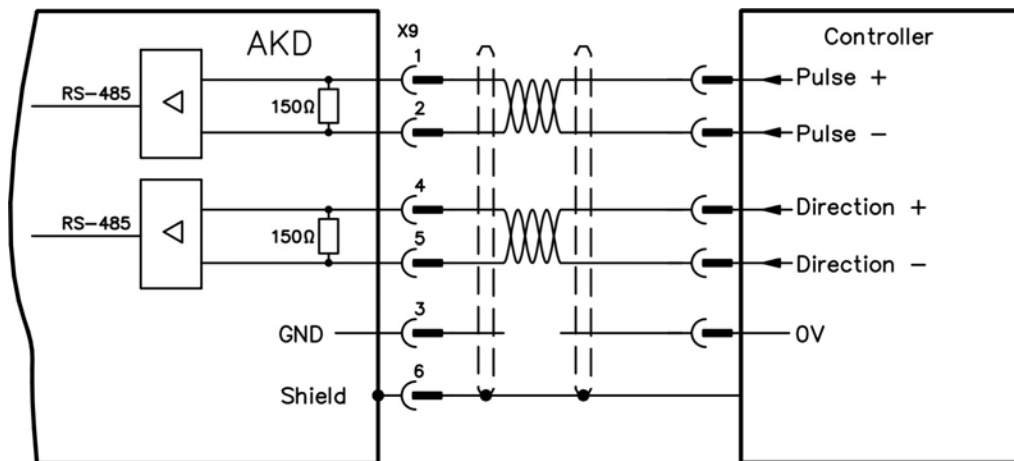 AKD
X9
Controller
1
Pulse +
RS-485
150Ω
2
Pulse -
4
Direction +
RS-485
150Ω
5
Direction -
3
GND
0V
6
Shield